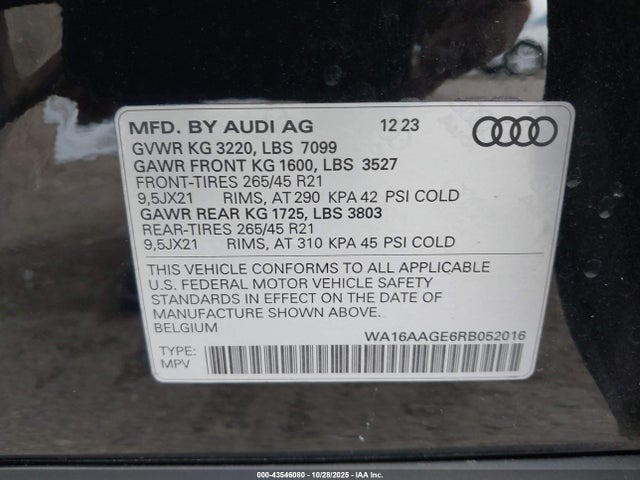 MFD. BY AUDI AG 12 23
GVWR KG 3220, LBS 7099
GAWR FRONT KG 1600, LBS 3527
FRONT-TIRES 265/45 R21
9,5JX21 RIMS, AT 290 KPA 42 PSI COLD
GAWR REAR KG 1725, LBS 3803
REAR-TIRES 265/45 R21
9,5JX21 RIMS, AT 310 KPA 45 PSI COLD
THIS VEHICLE CONFORMS TO ALL APPLICABLE
U.S. FEDERAL MOTOR VEHICLE SAFETY
STANDARDS IN EFFECT ON THE DATE OF
MANUFACTURE SHOWN ABOVE.
BELGIUM WA16AAGE6RB052016
TYPE:
MPV
000-43546080 | 10/28/2025 | IAA Inc.